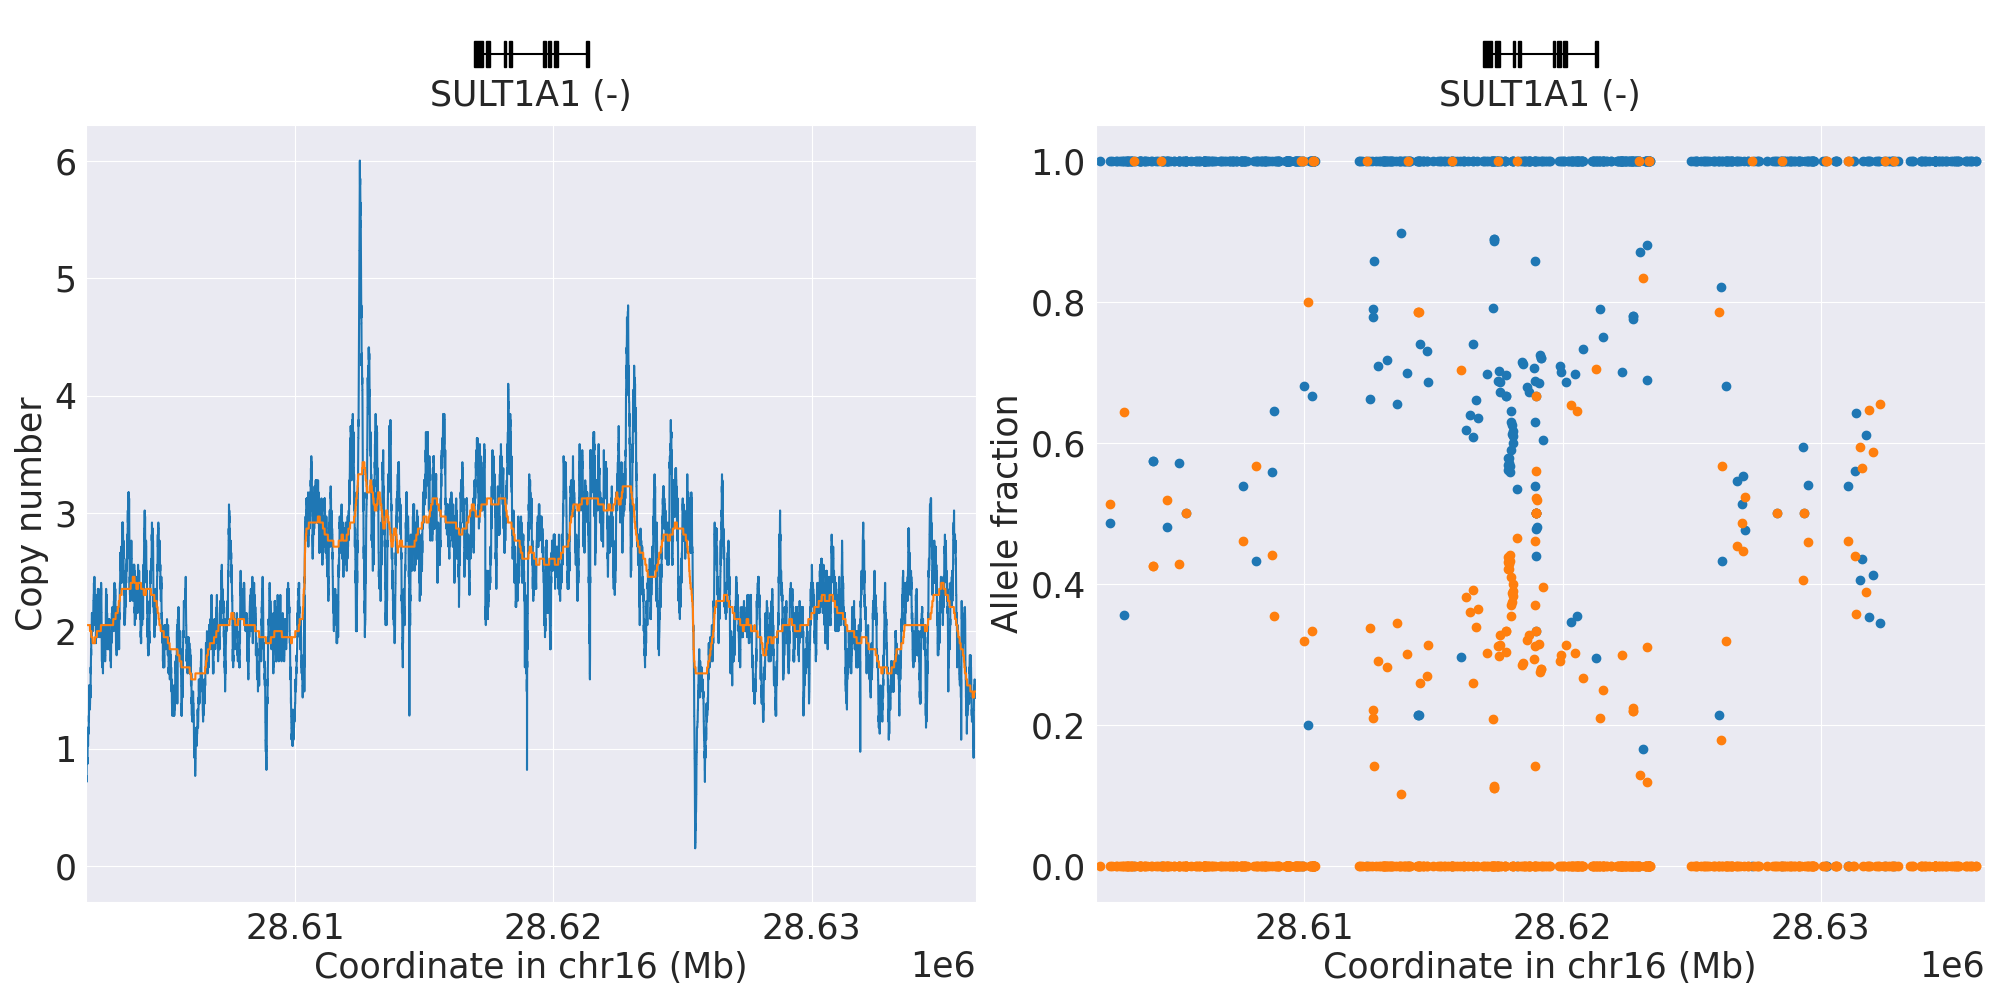 SULT1A1 (-)
6
5
4
3
2
1
0
Copy number
28.61
28.62
28.63
Coordinate in chr16 (Mb)
1e6
SULT1A1 (-)
1.0
0.8
0.6
0.4
0.2
0.0
Allele fraction
28.61
28.62
28.63
Coordinate in chr16 (Mb)
1e6